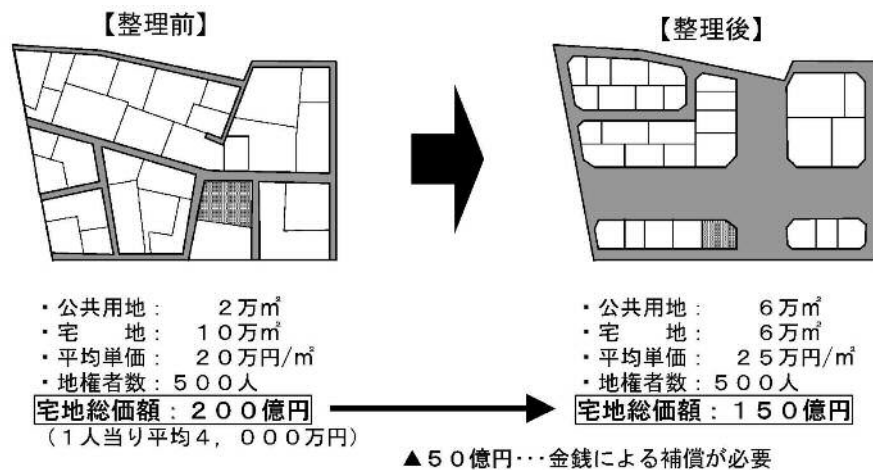 【整理前】
・公共用地： ２万㎡
・宅　　地： １０万㎡
・平均単価： ２０万円/㎡
・地権者数：５００人
宅地総価額：２００億円
（１人当り平均４，０００万円）
【整理後】
・公共用地： ６万㎡
・宅　　地： ６万㎡
・平均単価： ２５万円/㎡
・地権者数：５００人
宅地総価額：１５０億円
▲５０億円･･･金銭による補償が必要